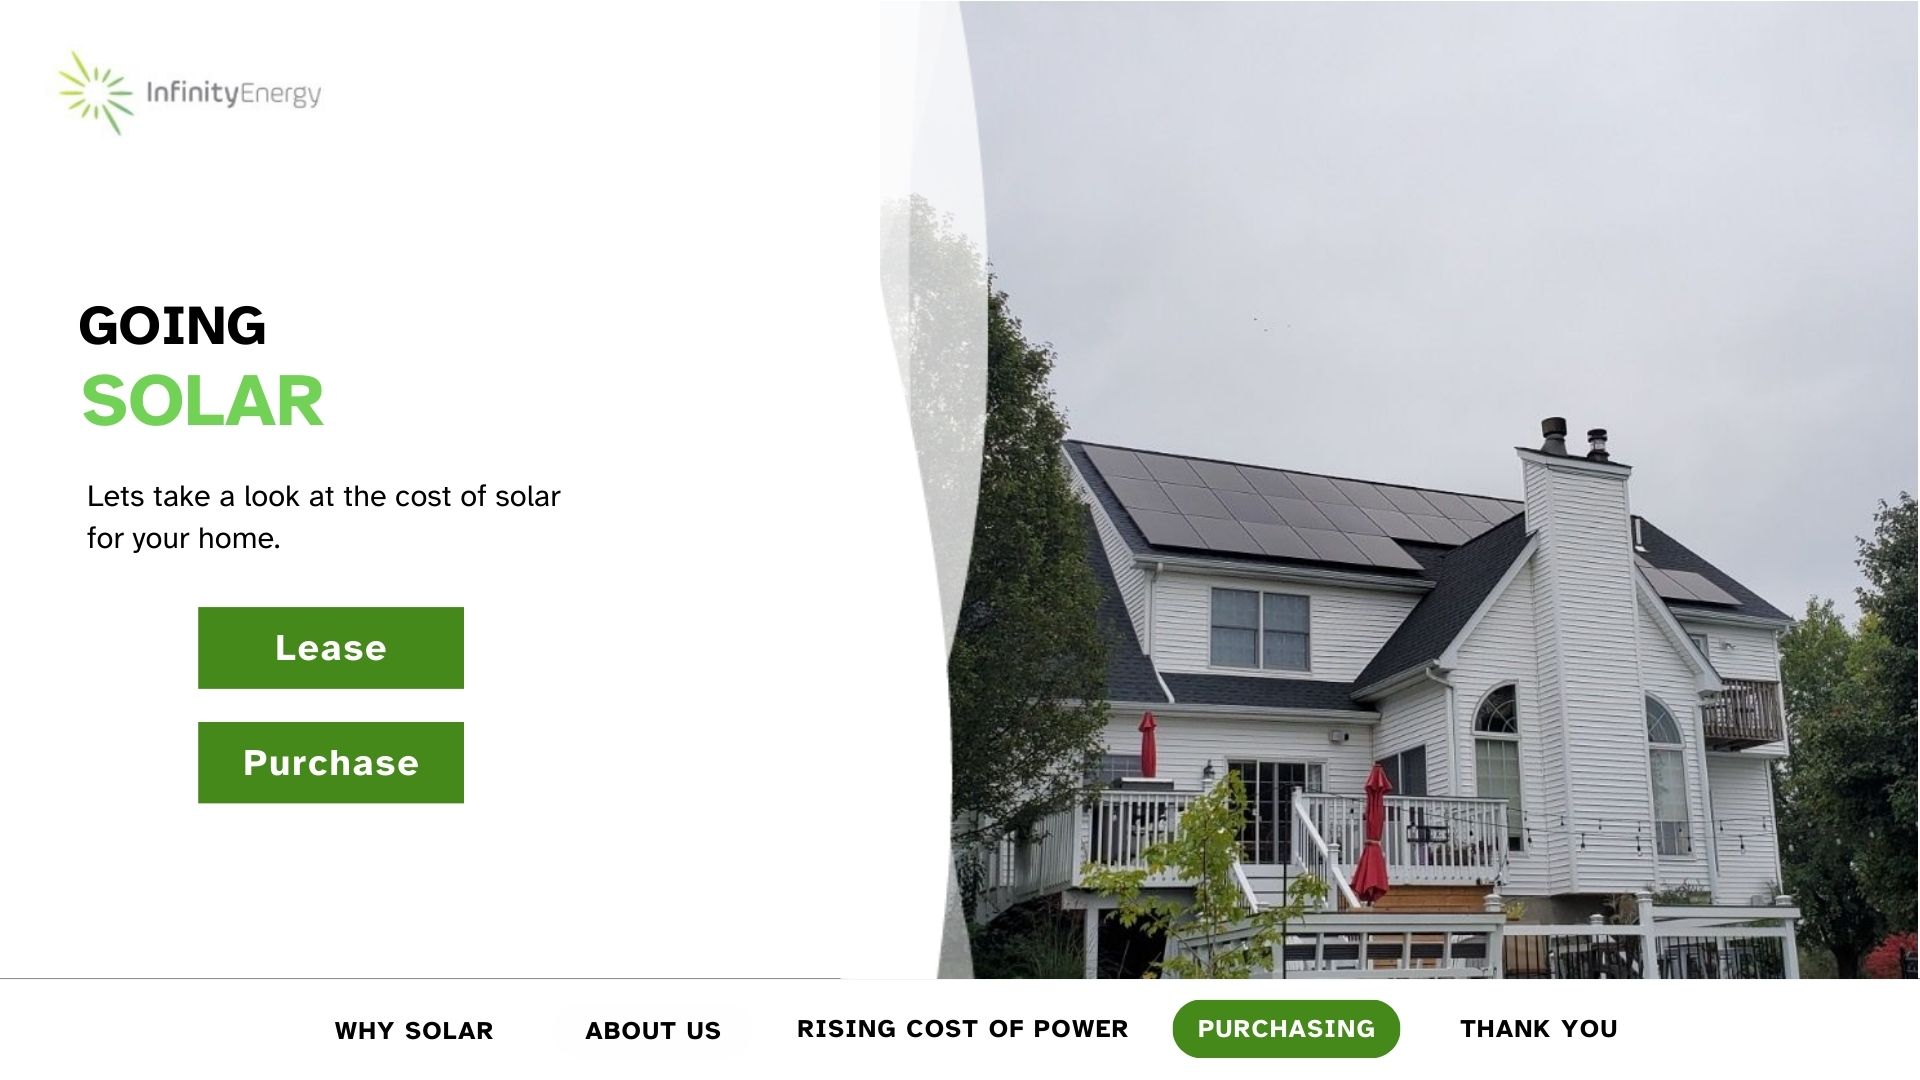 InfinityEnergy
GOING
SOLAR
Lets take a look at the cost of solar
for your home.
Lease
Purchase
WHY SOLAR
ABOUT US
RISING COST OF POWER
PURCHASING
THANK YOU